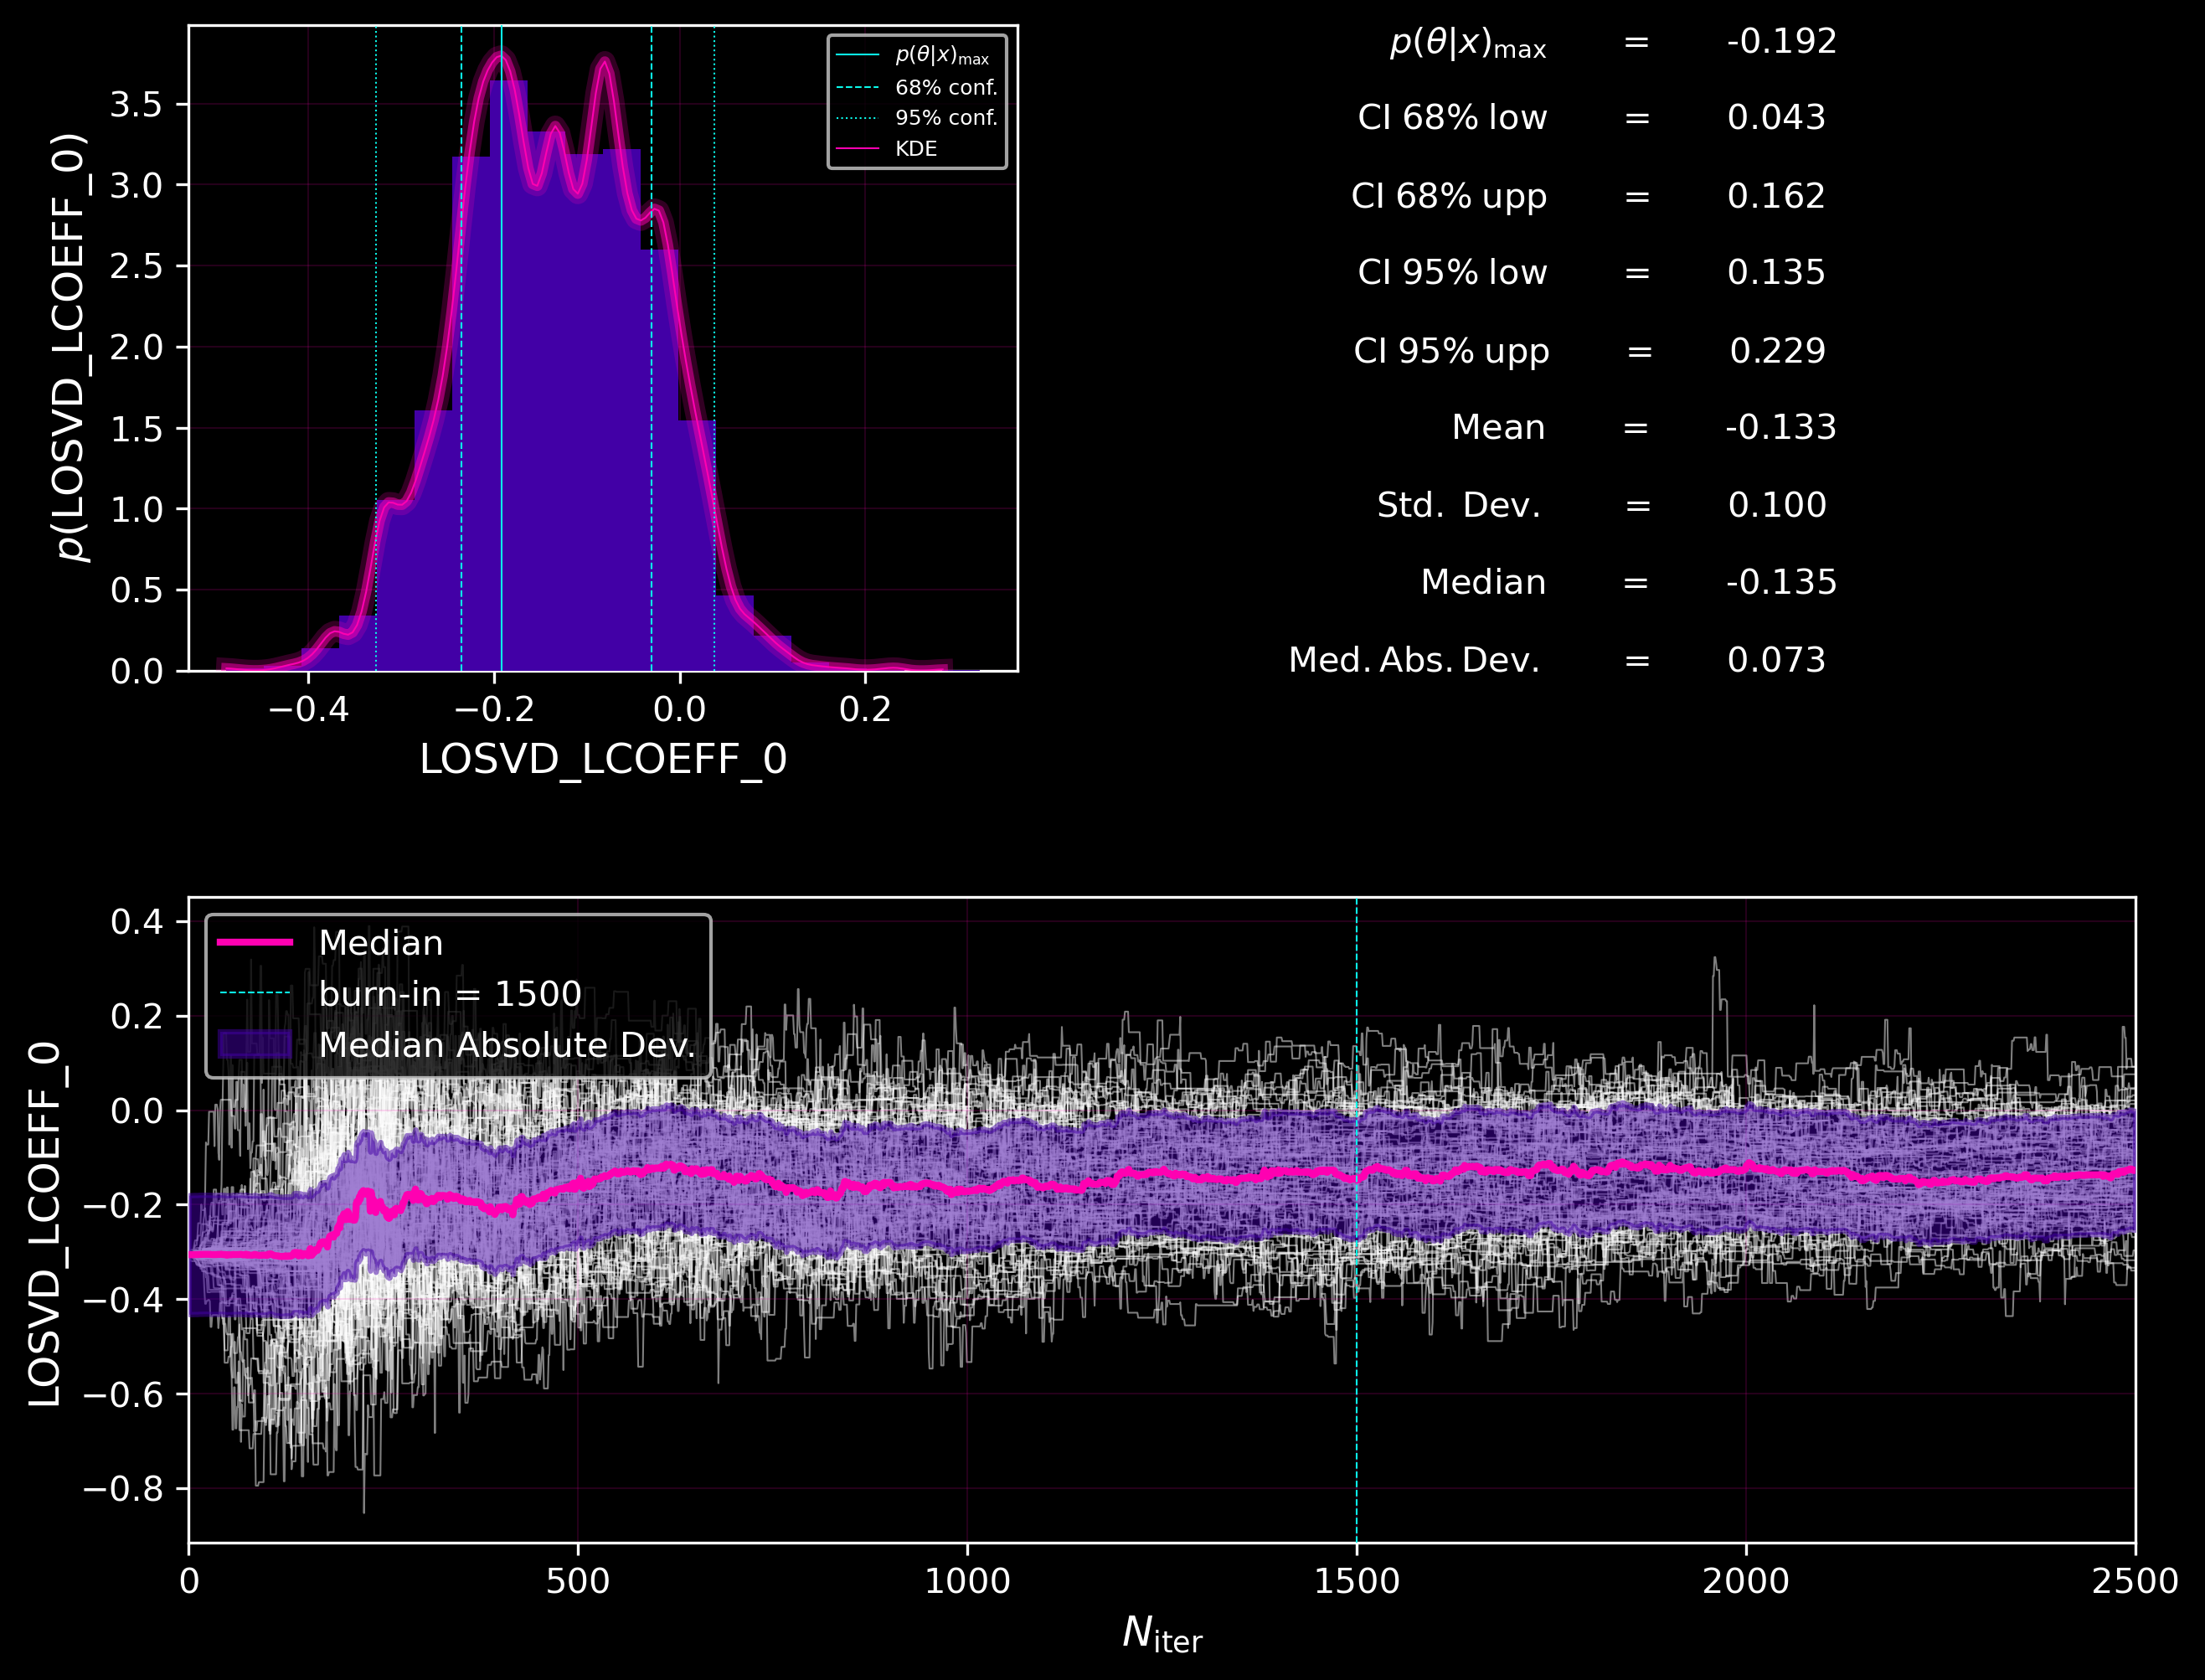 p(LOSVD_LCOEFF_0)
3.5
3.0
2.5
2.0
1.5
1.0
0.5
0.0
−0.4 −0.2 0.0 0.2
LOSVD_LCOEFF_0
p(θ|x)max
68% conf.
95% conf.
KDE
p(θ|x)max = -0.192
CI 68% low = 0.043
CI 68% upp = 0.162
CI 95% low = 0.135
CI 95% upp = 0.229
Mean = -0.133
Std. Dev. = 0.100
Median = -0.135
Med. Abs. Dev. = 0.073
LOSVD_LCOEFF_0
0.4
0.2
0.0
−0.2
−0.4
−0.6
−0.8
Median
burn-in = 1500
Median Absolute Dev.
0 500 1000 1500 2000 2500
Niter